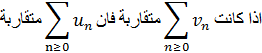 اذا كانت ∑_{n≥0} v_n متقاربة فان ∑_{n≥0} u_n متقاربة